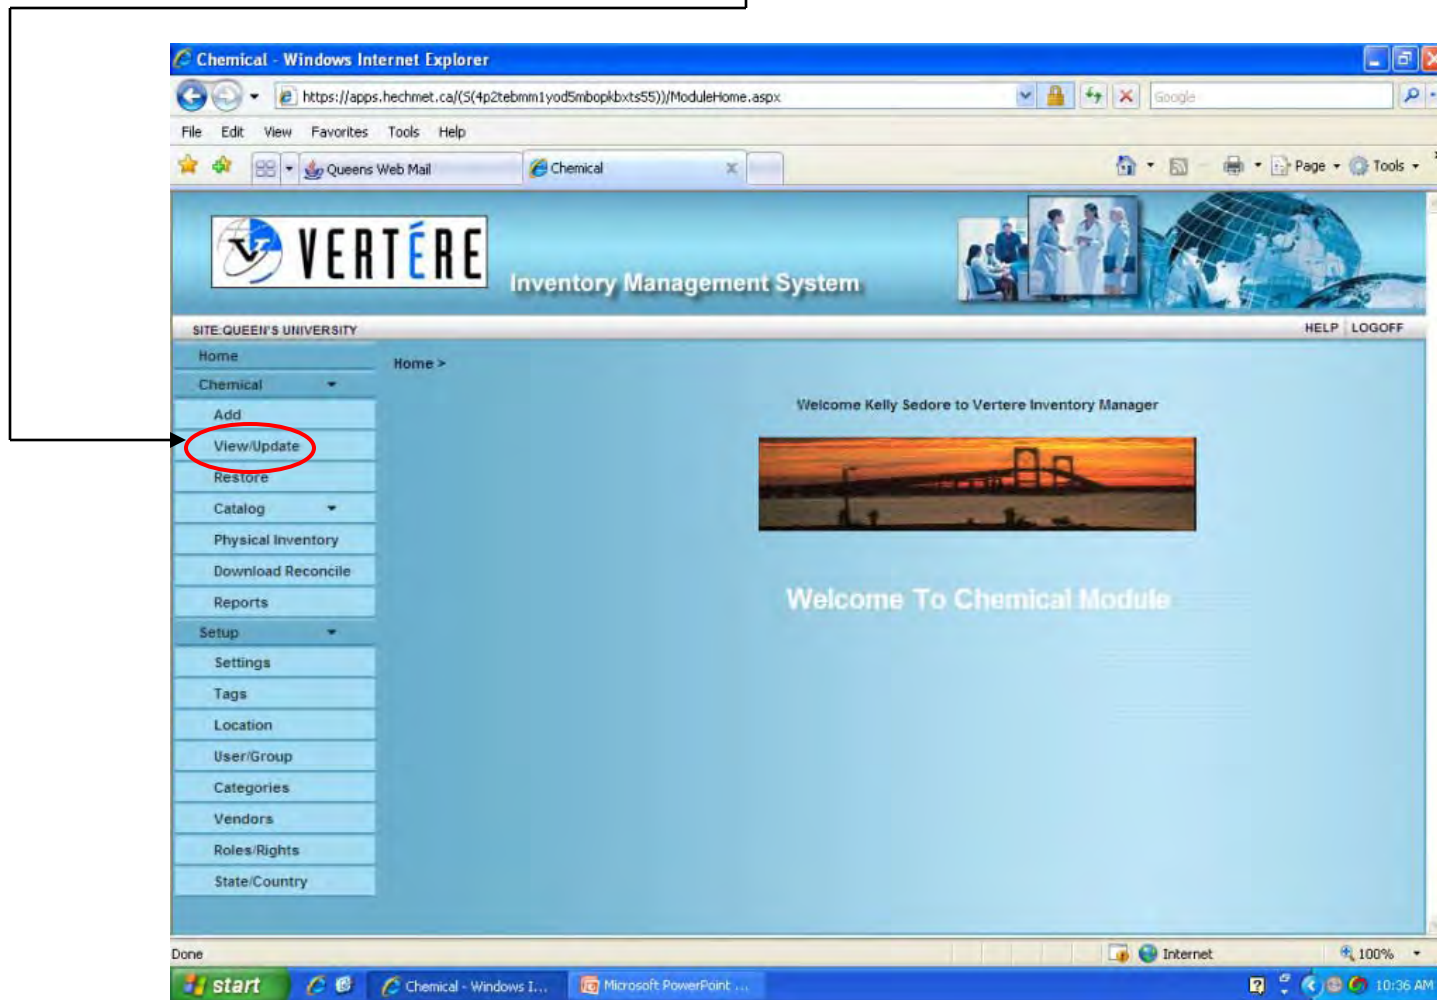 Chemical - Windows Internet Explorer
https://apps.hechmet.ca/(S(4p2tebmm1yod5mbopkbxts55))/ModuleHome.aspx
Google
File Edit View Favorites Tools Help
Queens Web Mail
Chemical
Page
Tools
VERTÉRE
Inventory Management System
SITE:QUEEN'S UNIVERSITY
HELP LOGOFF
Home
Home >
Chemical
Welcome Kelly Sedore to Vertere Inventory Manager
Add
View/Update
Restore
Catalog
Physical Inventory
Download Reconcile
Reports
Welcome To Chemical Module
Setup
Settings
Tags
Location
User/Group
Categories
Vendors
Roles/Rights
State/Country
Done
Internet
100%
start
Chemical - Windows I...
Microsoft PowerPoint ...
10:36 AM